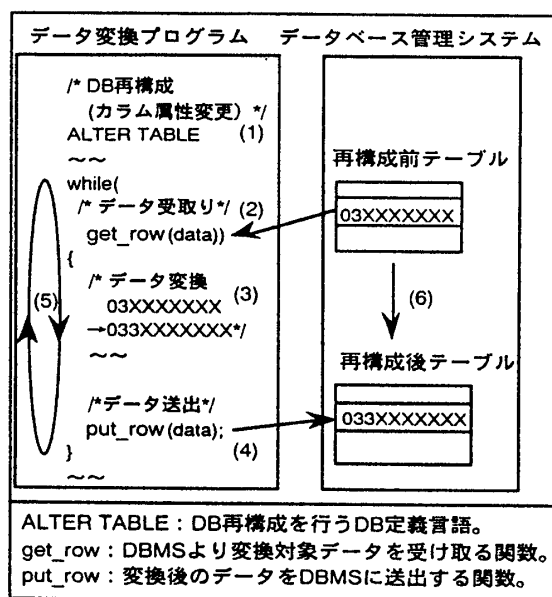 データ変換プログラム
データベース管理システム
/* DB再構成
(カラム属性変更) */
ALTER TABLE (1)
～～
while(
/* データ受取り*/ (2)
get_row(data))
{
/* データ変換
03XXXXXXX (3)
→033XXXXXXX*/
～～
(5)
/*データ送出*/
put_row(data);
(4)
}
～～
再構成前テーブル
03XXXXXXX
(6)
再構成後テーブル
033XXXXXXX
ALTER TABLE：DB再構成を行うDB定義言語。
get_row：DBMSより変換対象データを受け取る関数。
put_row：変換後のデータをDBMSに送出する関数。